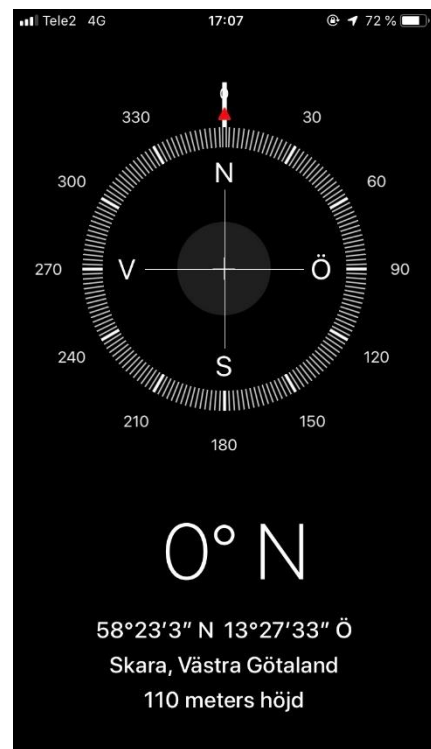 Tele2 4G 17:07 72 %
0
330 30
N
300 60
270 V Ö 90
240 120
S
210 150
180
0° N
58°23′3″ N 13°27′33″ Ö
Skara, Västra Götaland
110 meters höjd